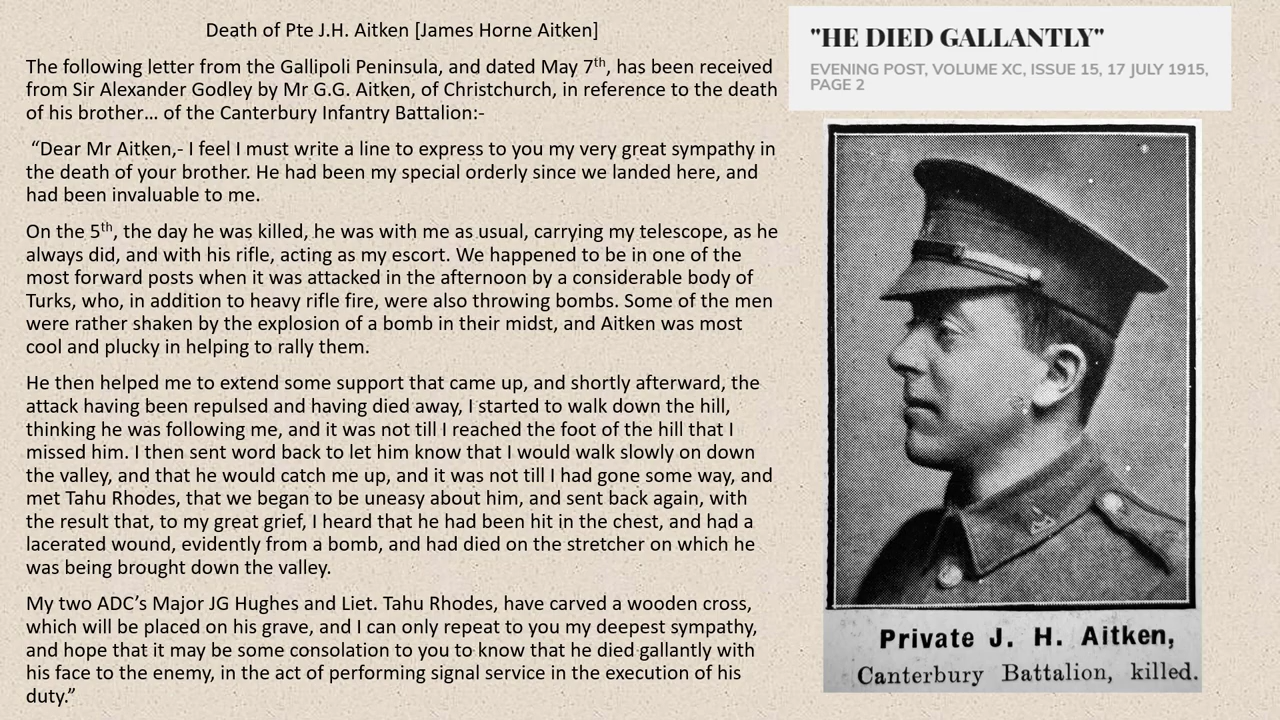 Death of Pte J.H. Aitken [James Horne Aitken]
The following letter from the Gallipoli Peninsula, and dated May 7th, has been received
from Sir Alexander Godley by Mr G.G. Aitken, of Christchurch, in reference to the death
of his brother... of the Canterbury Infantry Battalion:-
“Dear Mr Aitken,- I feel I must write a line to express to you my very great sympathy in
the death of your brother. He had been my special orderly since we landed here, and
had been invaluable to me.
On the 5th, the day he was killed, he was with me as usual, carrying my telescope, as he
always did, and with his rifle, acting as my escort. We happened to be in one of the
most forward posts when it was attacked in the afternoon by a considerable body of
Turks, who, in addition to heavy rifle fire, were also throwing bombs. Some of the men
were rather shaken by the explosion of a bomb in their midst, and Aitken was most
cool and plucky in helping to rally them.
He then helped me to extend some support that came up, and shortly afterward, the
attack having been repulsed and having died away, I started to walk down the hill,
thinking he was following me, and it was not till I reached the foot of the hill that I
missed him. I then sent word back to let him know that I would walk slowly on down
the valley, and that he would catch me up, and it was not till I had gone some way, and
met Tahu Rhodes, that we began to be uneasy about him, and sent back again, with
the result that, to my great grief, I heard that he had been hit in the chest, and had a
lacerated wound, evidently from a bomb, and had died on the stretcher on which he
was being brought down the valley.
My two ADC’s Major JG Hughes and Liet. Tahu Rhodes, have carved a wooden cross,
which will be placed on his grave, and I can only repeat to you my deepest sympathy,
and hope that it may be some consolation to you to know that he died gallantly with
his face to the enemy, in the act of performing signal service in the execution of his
duty.”
"HE DIED GALLANTLY"
EVENING POST, VOLUME XC, ISSUE 15, 17 JULY 1915,
PAGE 2
Private J. H. Aitken,
Canterbury Battalion, killed.